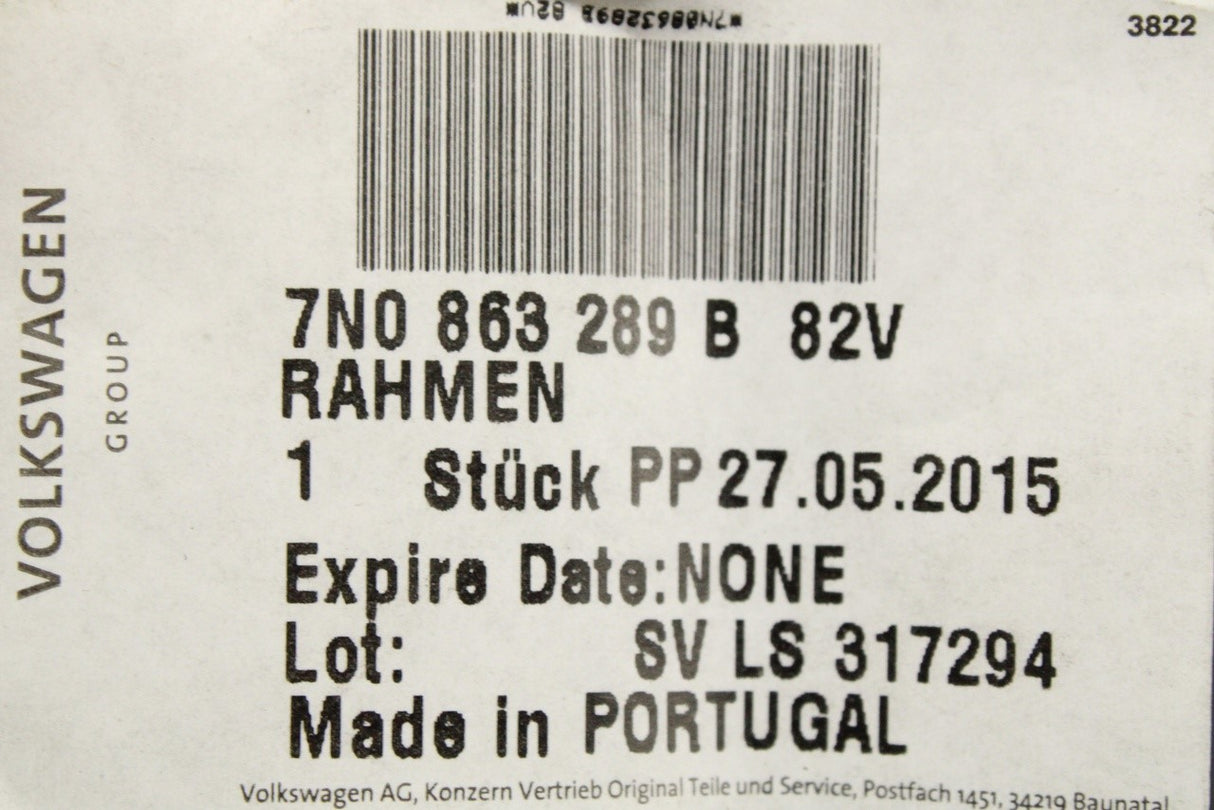 3822
*7N0863289B 82V*
VOLKSWAGEN
GROUP
7N0 863 289 B 82V
RAHMEN
1 Stück PP 27.05.2015
Expire Date:NONE
Lot: SV LS 317294
Made in PORTUGAL
Volkswagen AG, Konzern Vertrieb Original Teile und Service, Postfach 1451, 34219 Baunatal